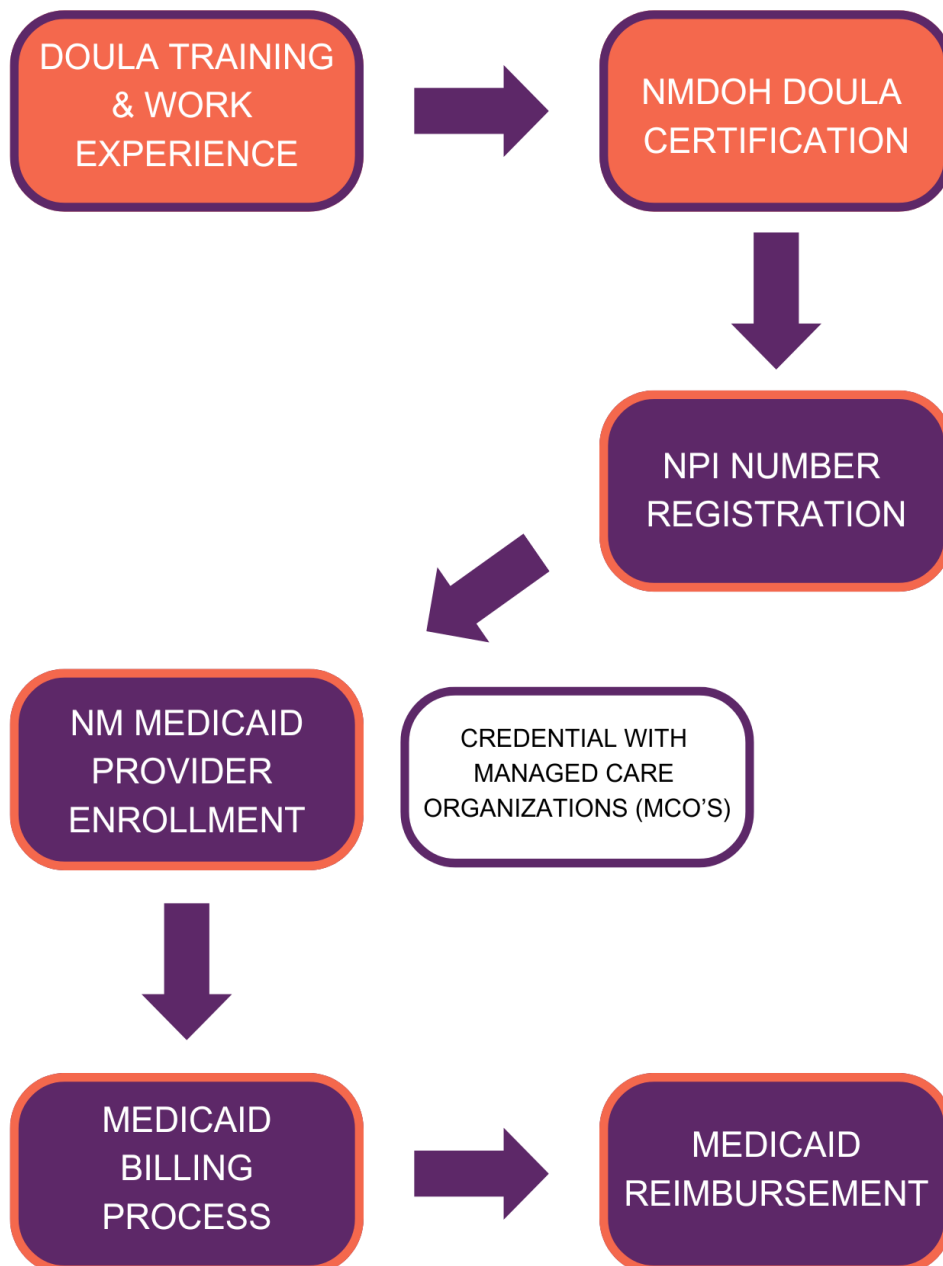 DOULA TRAINING
& WORK
EXPERIENCE
NMDOH DOULA
CERTIFICATION
NPI NUMBER
REGISTRATION
NM MEDICAID
PROVIDER
ENROLLMENT
CREDENTIAL WITH
MANAGED CARE
ORGANIZATIONS (MCO'S)
MEDICAID
BILLING
PROCESS
MEDICAID
REIMBURSEMENT